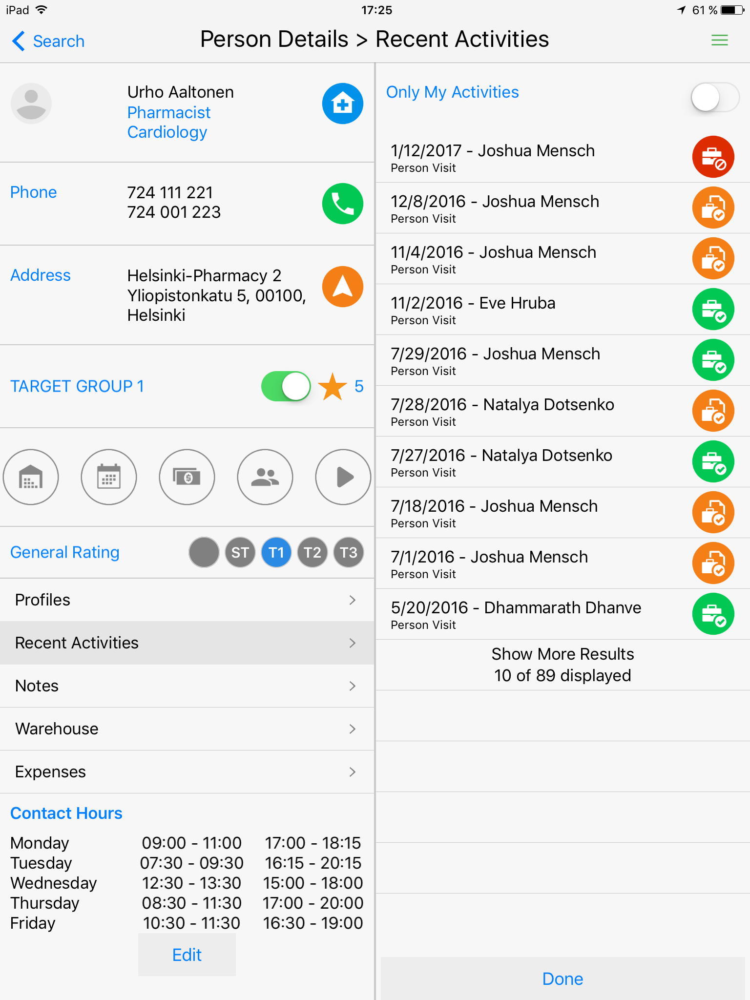 iPad 17:25 61 %
Search Person Details > Recent Activities
Urho Aaltonen
Pharmacist
Cardiology
Phone 724 111 221
724 001 223
Address Helsinki-Pharmacy 2
Yliopistonkatu 5, 00100,
Helsinki
TARGET GROUP 1 5
General Rating ST T1 T2 T3
Profiles
Recent Activities
Notes
Warehouse
Expenses
Contact Hours
Monday 09:00 - 11:00 17:00 - 18:15
Tuesday 07:30 - 09:30 16:15 - 20:15
Wednesday 12:30 - 13:30 15:00 - 18:00
Thursday 08:30 - 11:30 17:00 - 20:00
Friday 10:30 - 11:30 16:30 - 19:00
Edit
Only My Activities
1/12/2017 - Joshua Mensch
Person Visit
12/8/2016 - Joshua Mensch
Person Visit
11/4/2016 - Joshua Mensch
Person Visit
11/2/2016 - Eve Hruba
Person Visit
7/29/2016 - Joshua Mensch
Person Visit
7/28/2016 - Natalya Dotsenko
Person Visit
7/27/2016 - Natalya Dotsenko
Person Visit
7/18/2016 - Joshua Mensch
Person Visit
7/1/2016 - Joshua Mensch
Person Visit
5/20/2016 - Dhammarath Dhanve
Person Visit
Show More Results
10 of 89 displayed
Done